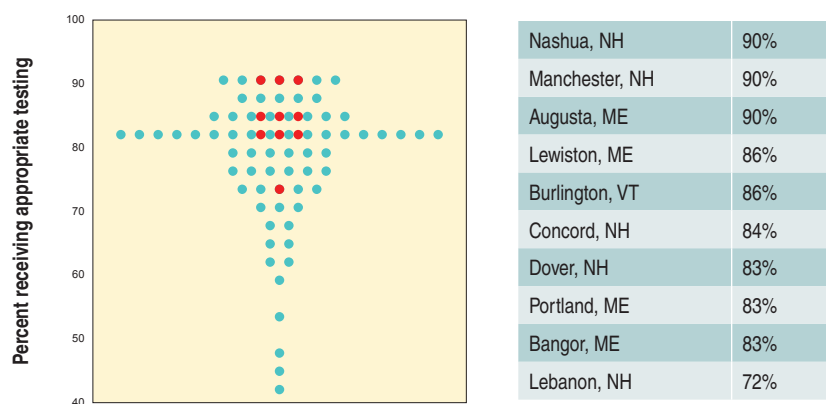 Percent receiving appropriate testing
100
90
80
70
60
50
40
Nashua, NH 90%
Manchester, NH 90%
Augusta, ME 90%
Lewiston, ME 86%
Burlington, VT 86%
Concord, NH 84%
Dover, NH 83%
Portland, ME 83%
Bangor, ME 83%
Lebanon, NH 72%